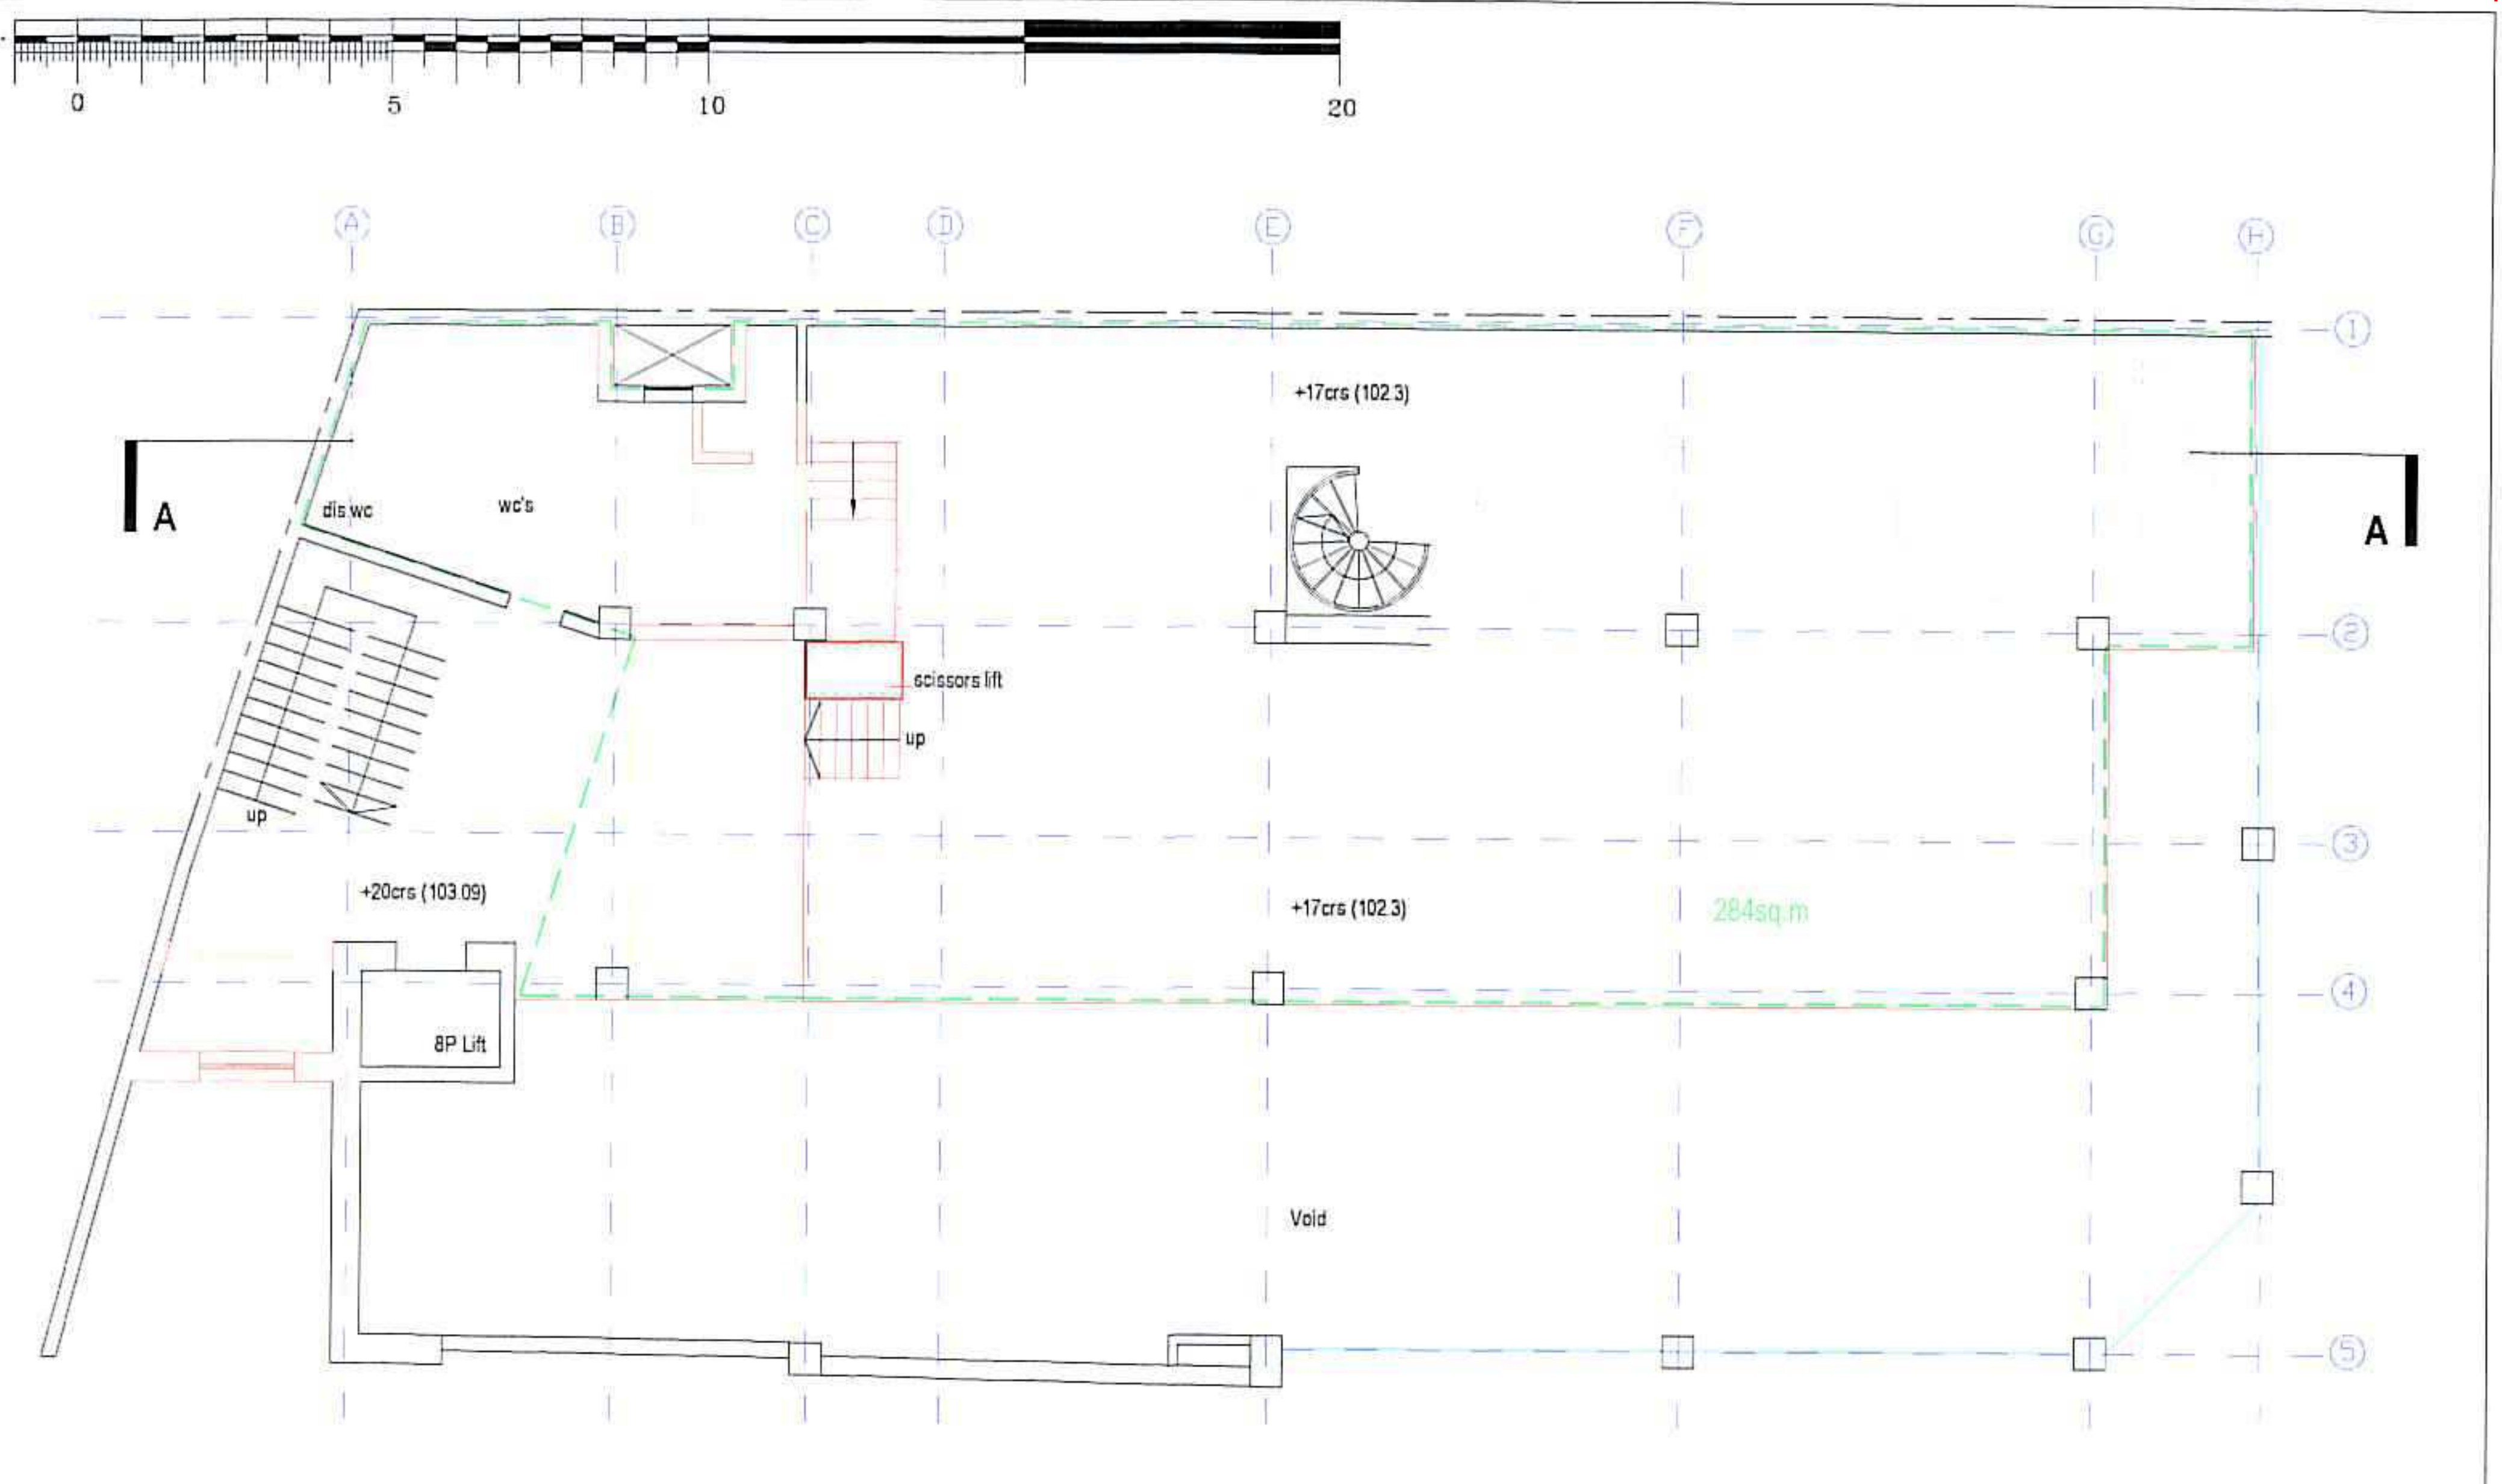 0 5 10 20
A B C D E F G H
1
+17crs (102.3)
A
dis wc
wc's
A
2
scissors lift
up
up
3
+20crs (103.09)
+17crs (102.3)
284sq.m
4
8P Lift
Void
5